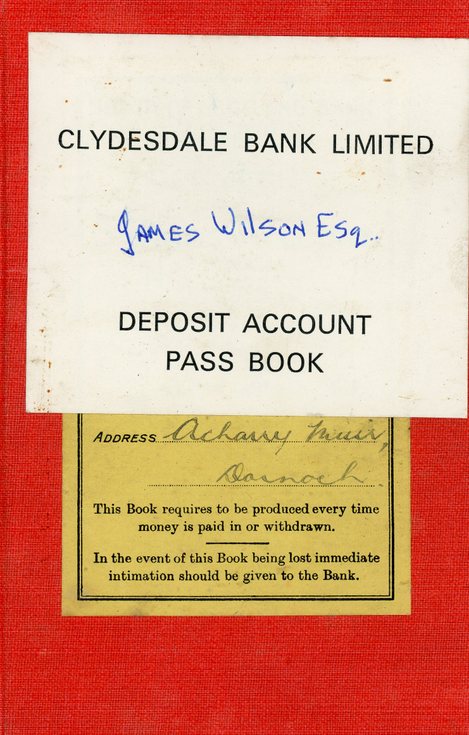 CLYDESDALE BANK LIMITED
James Wilson Esq..
DEPOSIT ACCOUNT
PASS BOOK
ADDRESS Acharry Muir,
Dornoch.
This Book requires to be produced every time
money is paid in or withdrawn.
In the event of this Book being lost immediate
intimation should be given to the Bank.